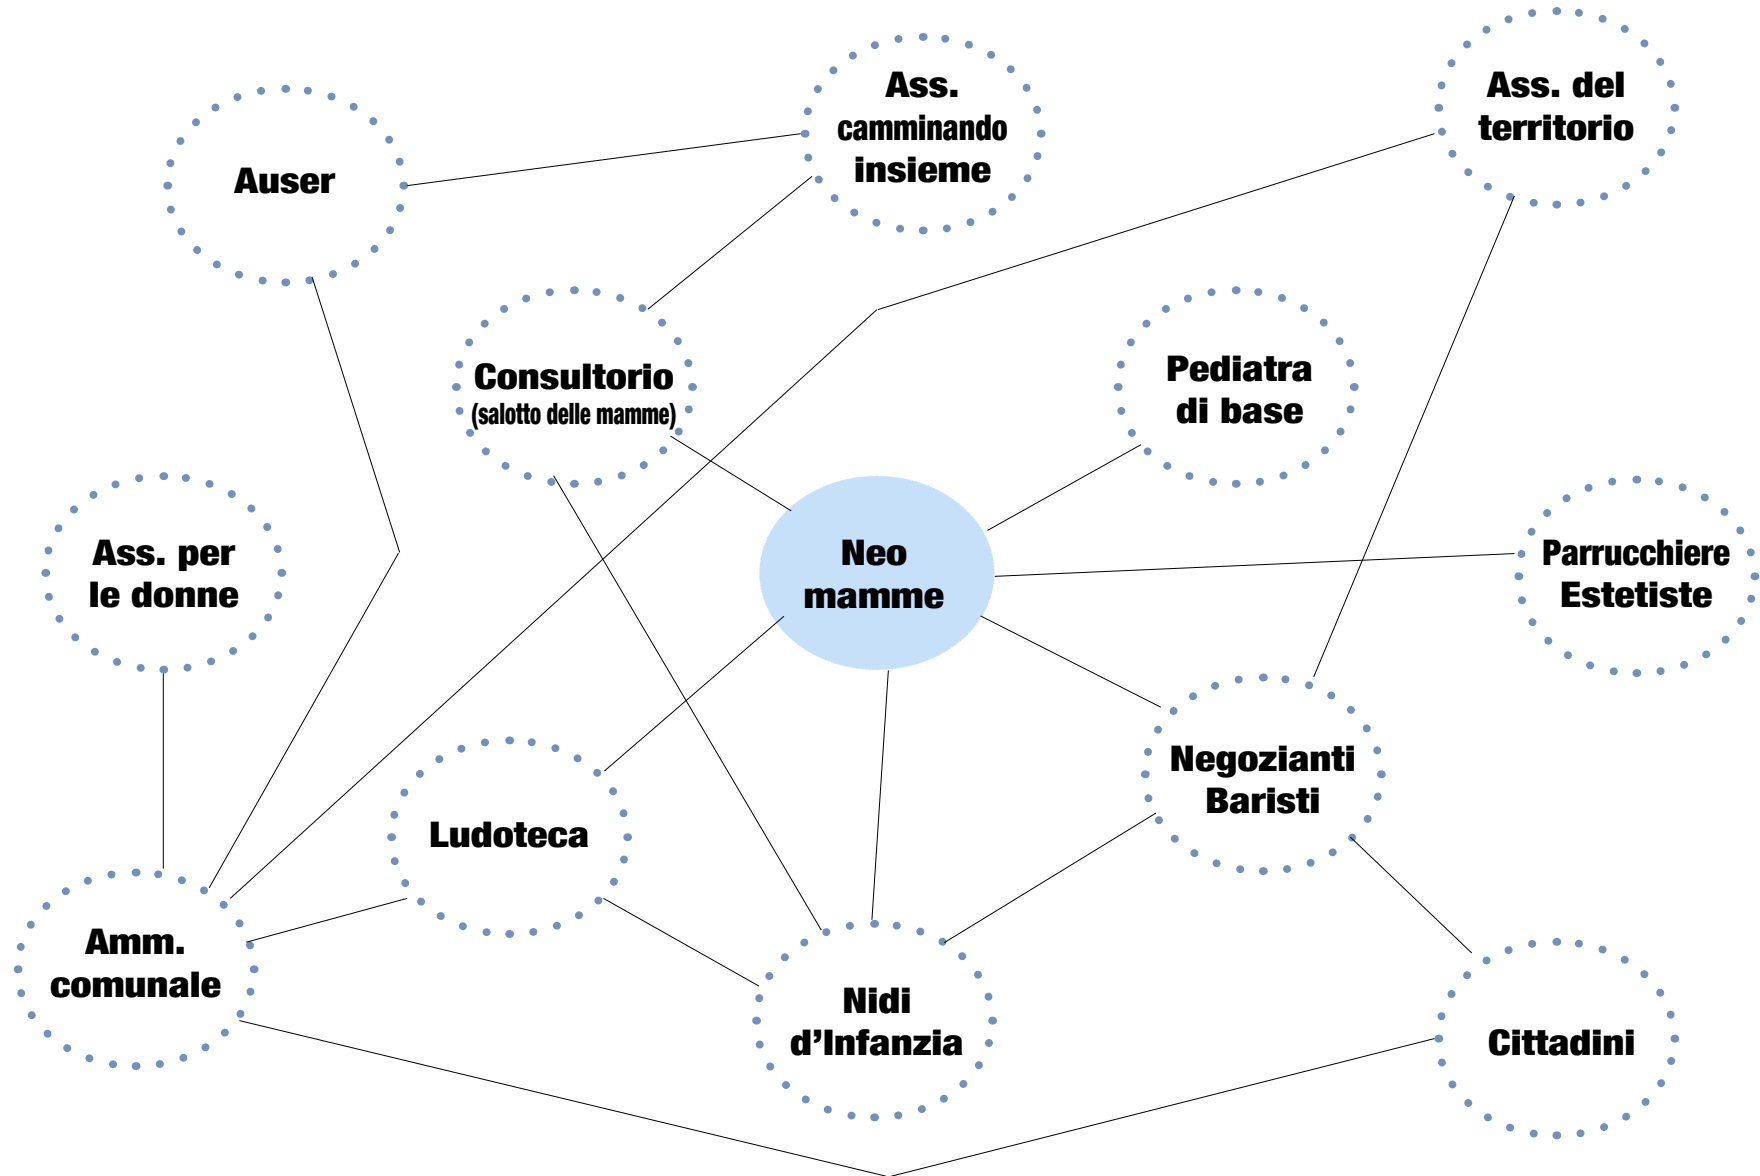 Ass.
camminando
insieme
Ass. del
territorio
Auser
Consultorio
(salotto delle mamme)
Pediatra
di base
Ass. per
le donne
Neo
mamme
Parrucchiere
Estetiste
Ludoteca
Negozianti
Baristi
Amm.
comunale
Nidi
d’Infanzia
Cittadini